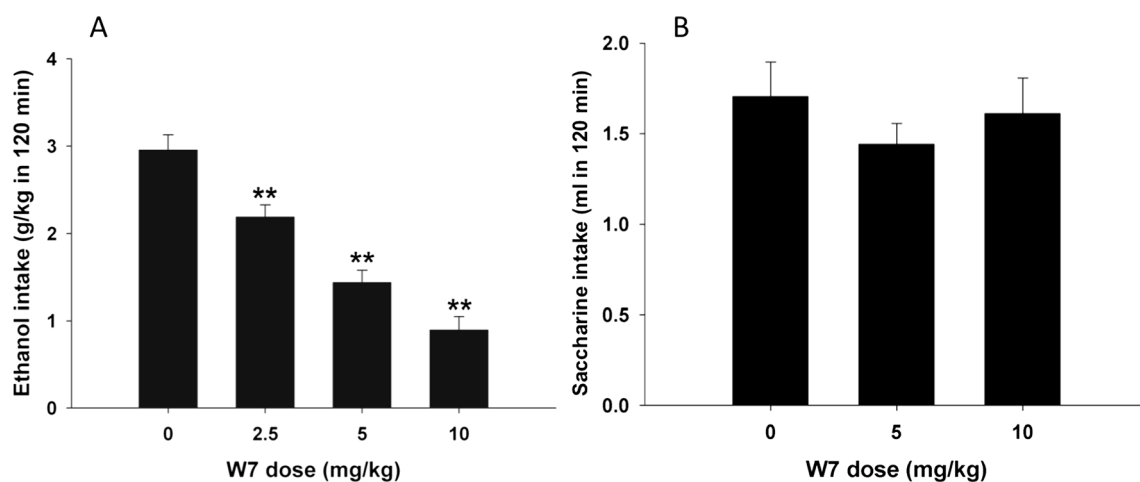 A
Ethanol intake (g/kg in 120 min)
4
3
2
1
0
**
**
**
0 2.5 5 10
W7 dose (mg/kg)
B
Saccharine intake (ml in 120 min)
2.0
1.5
1.0
0.5
0.0
0 5 10
W7 dose (mg/kg)